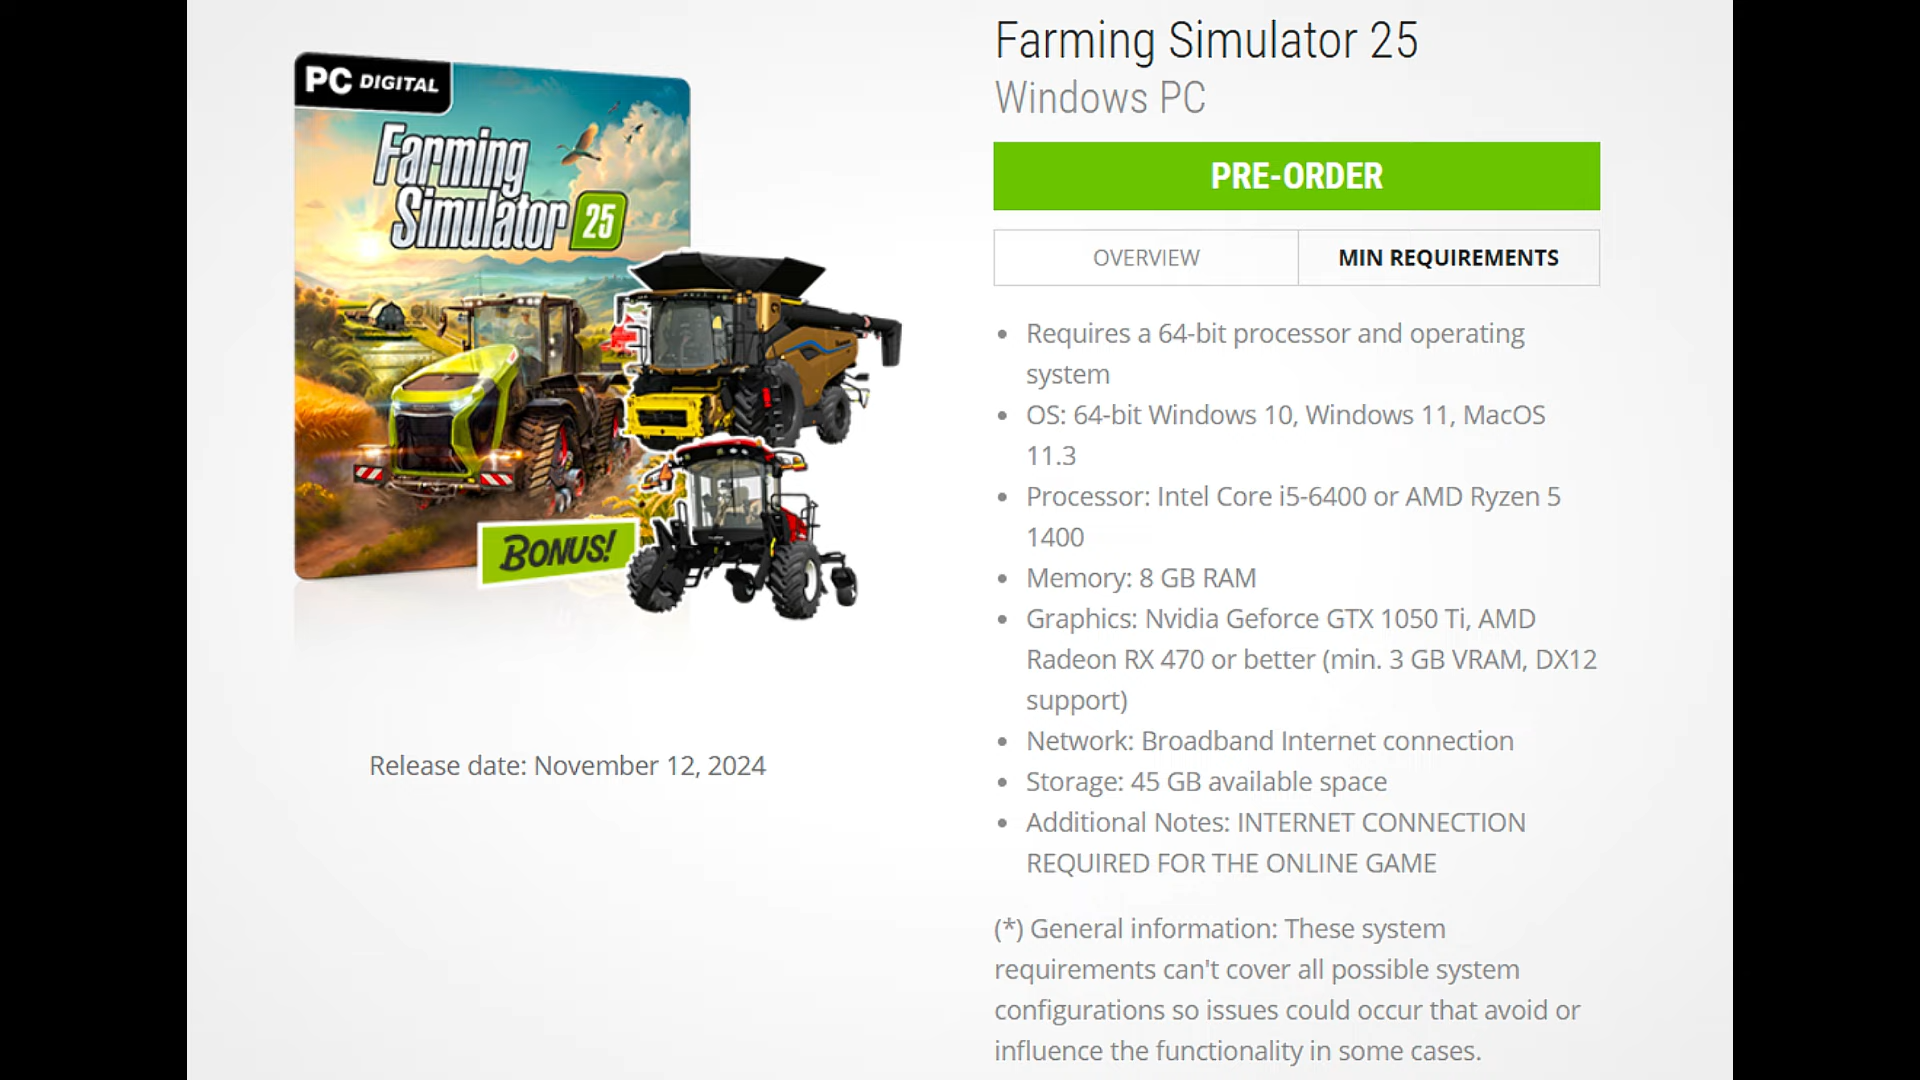 PC DIGITAL
Farming
Simulator 25
BONUS!
Release date: November 12, 2024
Farming Simulator 25
Windows PC
PRE-ORDER
OVERVIEW
MIN REQUIREMENTS
Requires a 64-bit processor and operating
system
OS: 64-bit Windows 10, Windows 11, MacOS
11.3
Processor: Intel Core i5-6400 or AMD Ryzen 5
1400
Memory: 8 GB RAM
Graphics: Nvidia Geforce GTX 1050 Ti, AMD
Radeon RX 470 or better (min. 3 GB VRAM, DX12
support)
Network: Broadband Internet connection
Storage: 45 GB available space
Additional Notes: INTERNET CONNECTION
REQUIRED FOR THE ONLINE GAME
(*) General information: These system
requirements can't cover all possible system
configurations so issues could occur that avoid or
influence the functionality in some cases.